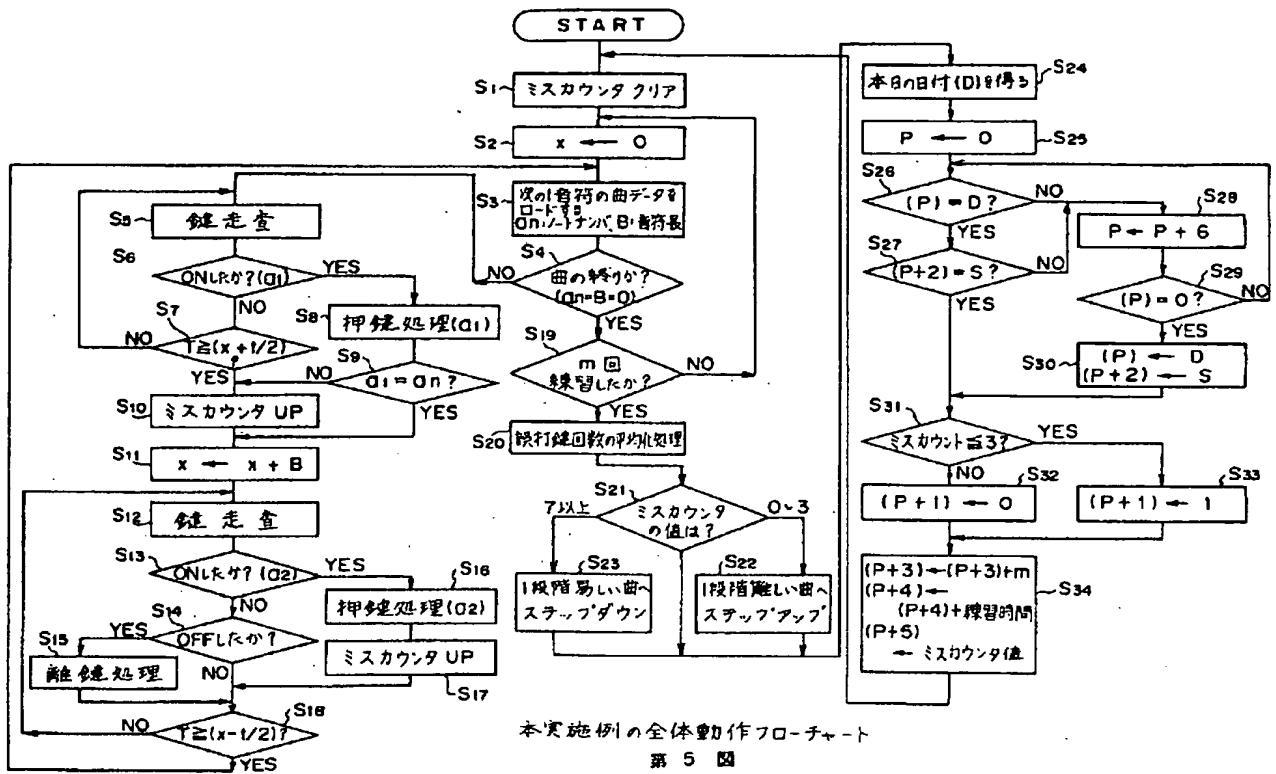 START
S1
ミスカウンタ クリア
S2
x ← 0
S3
次の1音符の曲データを
ロードする
an:ノートナンバ、B:音符長
S4
曲の終りか?
(an=B=0)
NO
YES
S5
鍵走査
S6
ONしたか?(a1)
YES
NO
S7
T≧(x+t/2)
NO
YES
S8
押鍵処理(a1)
S9
a1=an?
NO
YES
S10
ミスカウンタ UP
S11
x ← x + B
S12
鍵走査
S13
ONしたか?(a2)
YES
NO
S14
OFFしたか?
YES
NO
S15
離鍵処理
S16
押鍵処理(a2)
ミスカウンタ UP
S17
S18
T≧(x-t/2)?
NO
YES
S19
m回
練習したか?
NO
YES
S20
誤打鍵回数の平均化処理
S21
ミスカウンタ
の値は?
7以上
0~3
S23
1段階易しい曲へ
ステップダウン
S22
1段階難しい曲へ
ステップアップ
S24
本日の日付(D)を得る
P ← 0
S25
S26
(P)=D?
NO
YES
S27
(P+2)=S?
NO
YES
S28
P ← P + 6
S29
(P)=0?
NO
YES
S30
(P) ← D
(P+2) ← S
S31
ミスカウント≦3?
YES
NO
S32
(P+1) ← 0
S33
(P+1) ← 1
(P+3)←(P+3)+m
(P+4)←
(P+4)+練習時間
(P+5)
← ミスカウンタ値
S34
本実施例の全体動作フローチャート
第 5 図